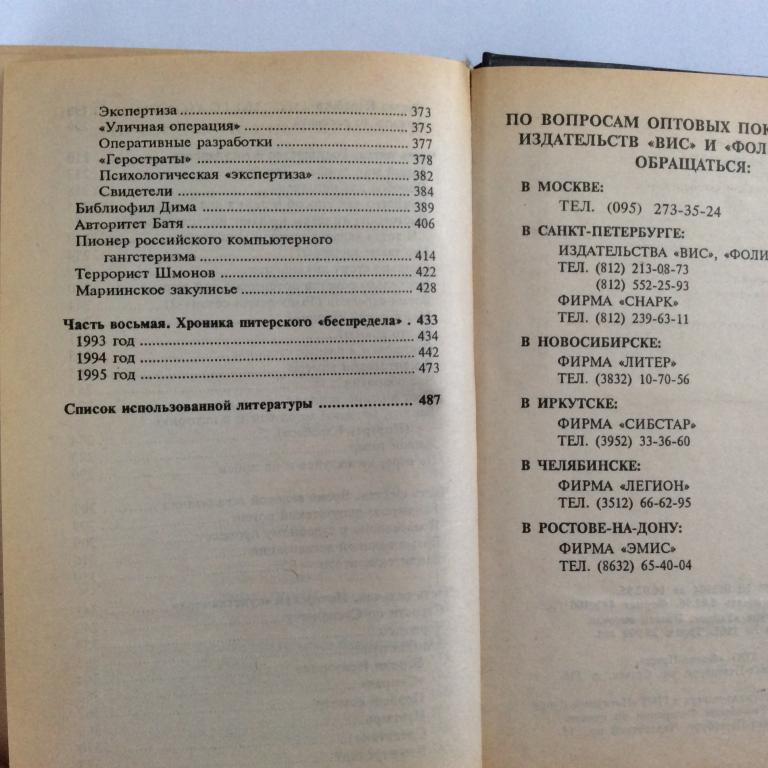 Экспертиза ........ 373
«Уличная операция» ........ 375
Оперативные разработки ........ 377
«Геростраты» ........ 378
Психологическая «экспертиза» ........ 382
Свидетели ........ 384
Библиофил Дима ........ 389
Авторитет Батя ........ 406
Пионер российского компьютерного
гангстеризма ........ 414
Террорист Шмонов ........ 422
Мариинское закулисье ........ 428
Часть восьмая. Хроника питерского «беспредела» . 433
1993 год ........ 434
1994 год ........ 442
1995 год ........ 473
Список использованной литературы ........ 487
ПО ВОПРОСАМ ОПТОВЫХ ПОК
ИЗДАТЕЛЬСТВ «ВИС» И «ФОЛ
ОБРАЩАТЬСЯ:
В МОСКВЕ:
ТЕЛ. (095) 273-35-24
В САНКТ-ПЕТЕРБУРГЕ:
ИЗДАТЕЛЬСТВА «ВИС», «ФОЛИ
ТЕЛ. (812) 213-08-73
(812) 552-25-93
ФИРМА «СНАРК»
ТЕЛ. (812) 239-63-11
В НОВОСИБИРСКЕ:
ФИРМА «ЛИТЕР»
ТЕЛ. (3832) 10-70-56
В ИРКУТСКЕ:
ФИРМА «СИБСТАР»
ТЕЛ. (3952) 33-36-60
В ЧЕЛЯБИНСКЕ:
ФИРМА «ЛЕГИОН»
ТЕЛ. (3512) 66-62-95
В РОСТОВЕ-НА-ДОНУ:
ФИРМА «ЭМИС»
ТЕЛ. (8632) 65-40-04